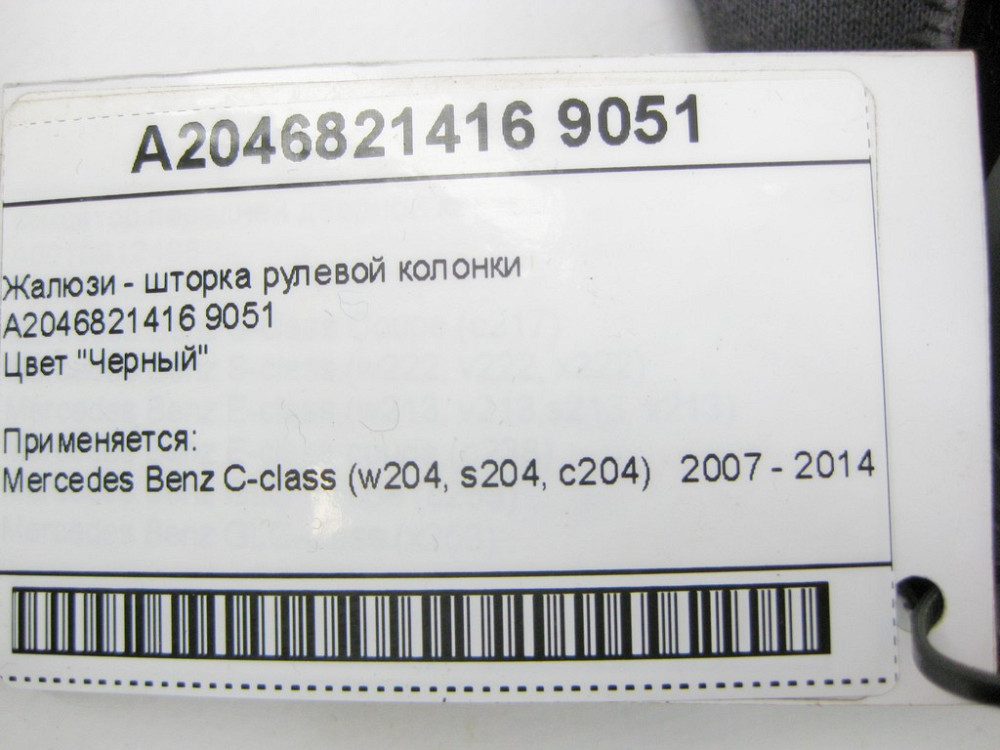 A2046821416 9051
Жалюзи - шторка рулевой колонки
A2046821416 9051
Цвет "Черный"
Применяется:
Mercedes Benz C-class (w204, s204, c204) 2007 - 2014